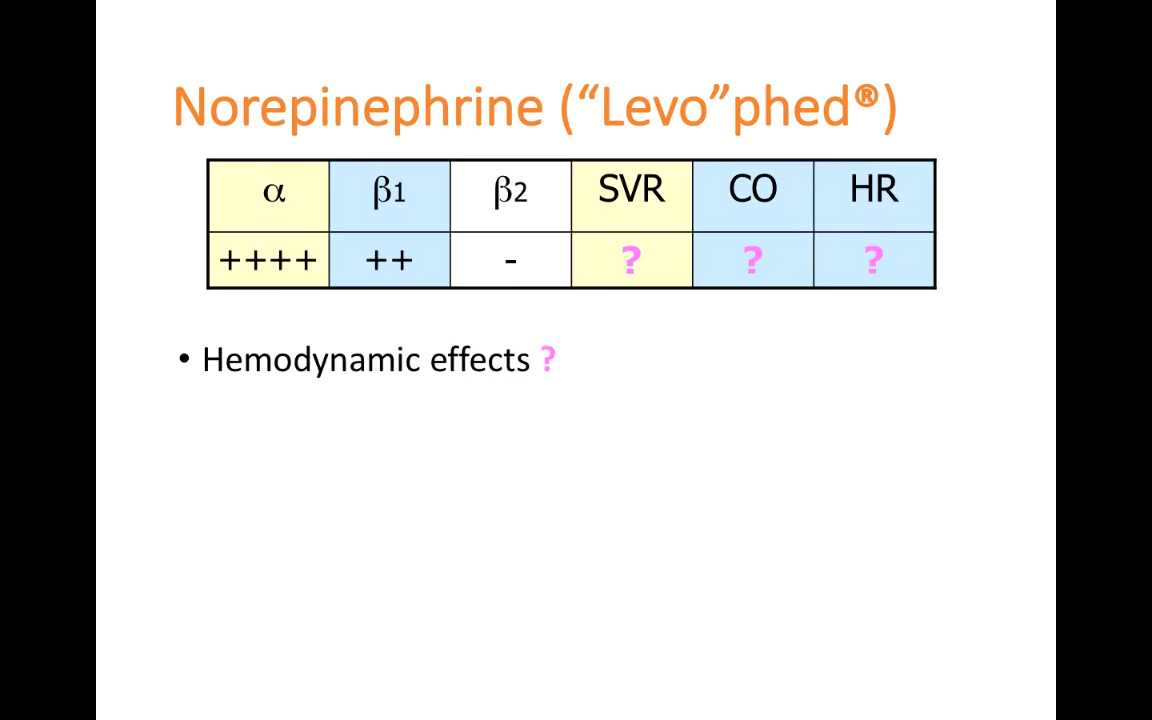 Norepinephrine (“Levo”phed®)
α β1 β2 SVR CO HR
++++ ++ - ? ? ?
• Hemodynamic effects ?